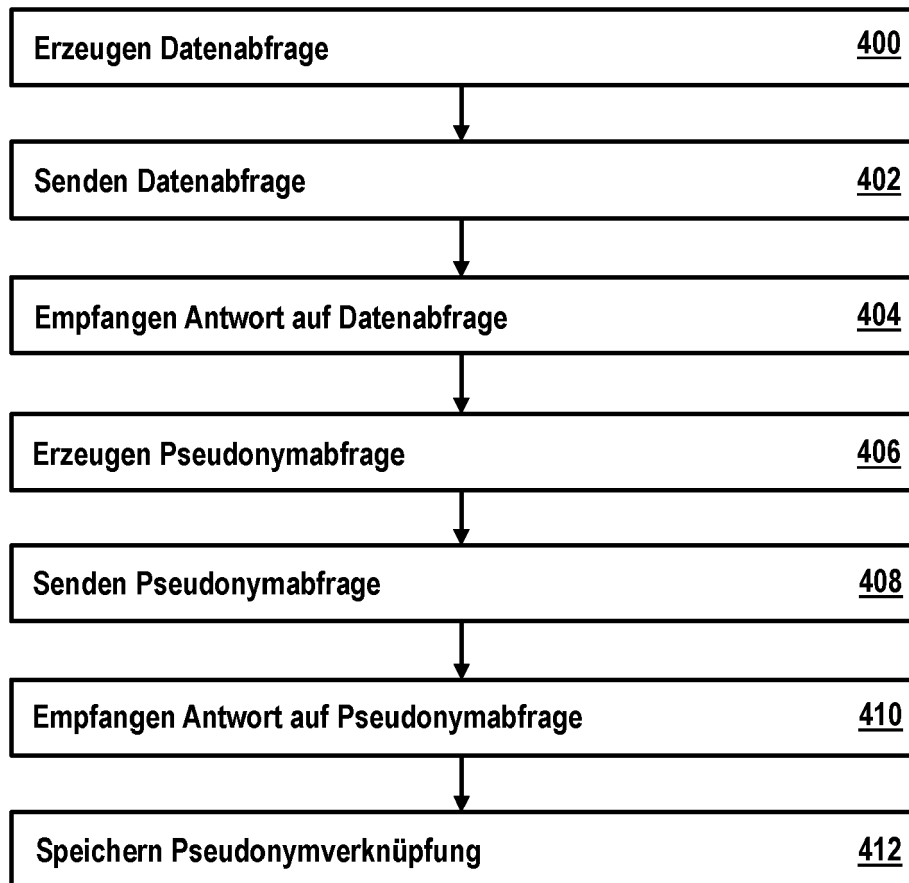 Erzeugen Datenabfrage 400
Senden Datenabfrage 402
Empfangen Antwort auf Datenabfrage 404
Erzeugen Pseudonymabfrage 406
Senden Pseudonymabfrage 408
Empfangen Antwort auf Pseudonymabfrage 410
Speichern Pseudonymverknüpfung 412